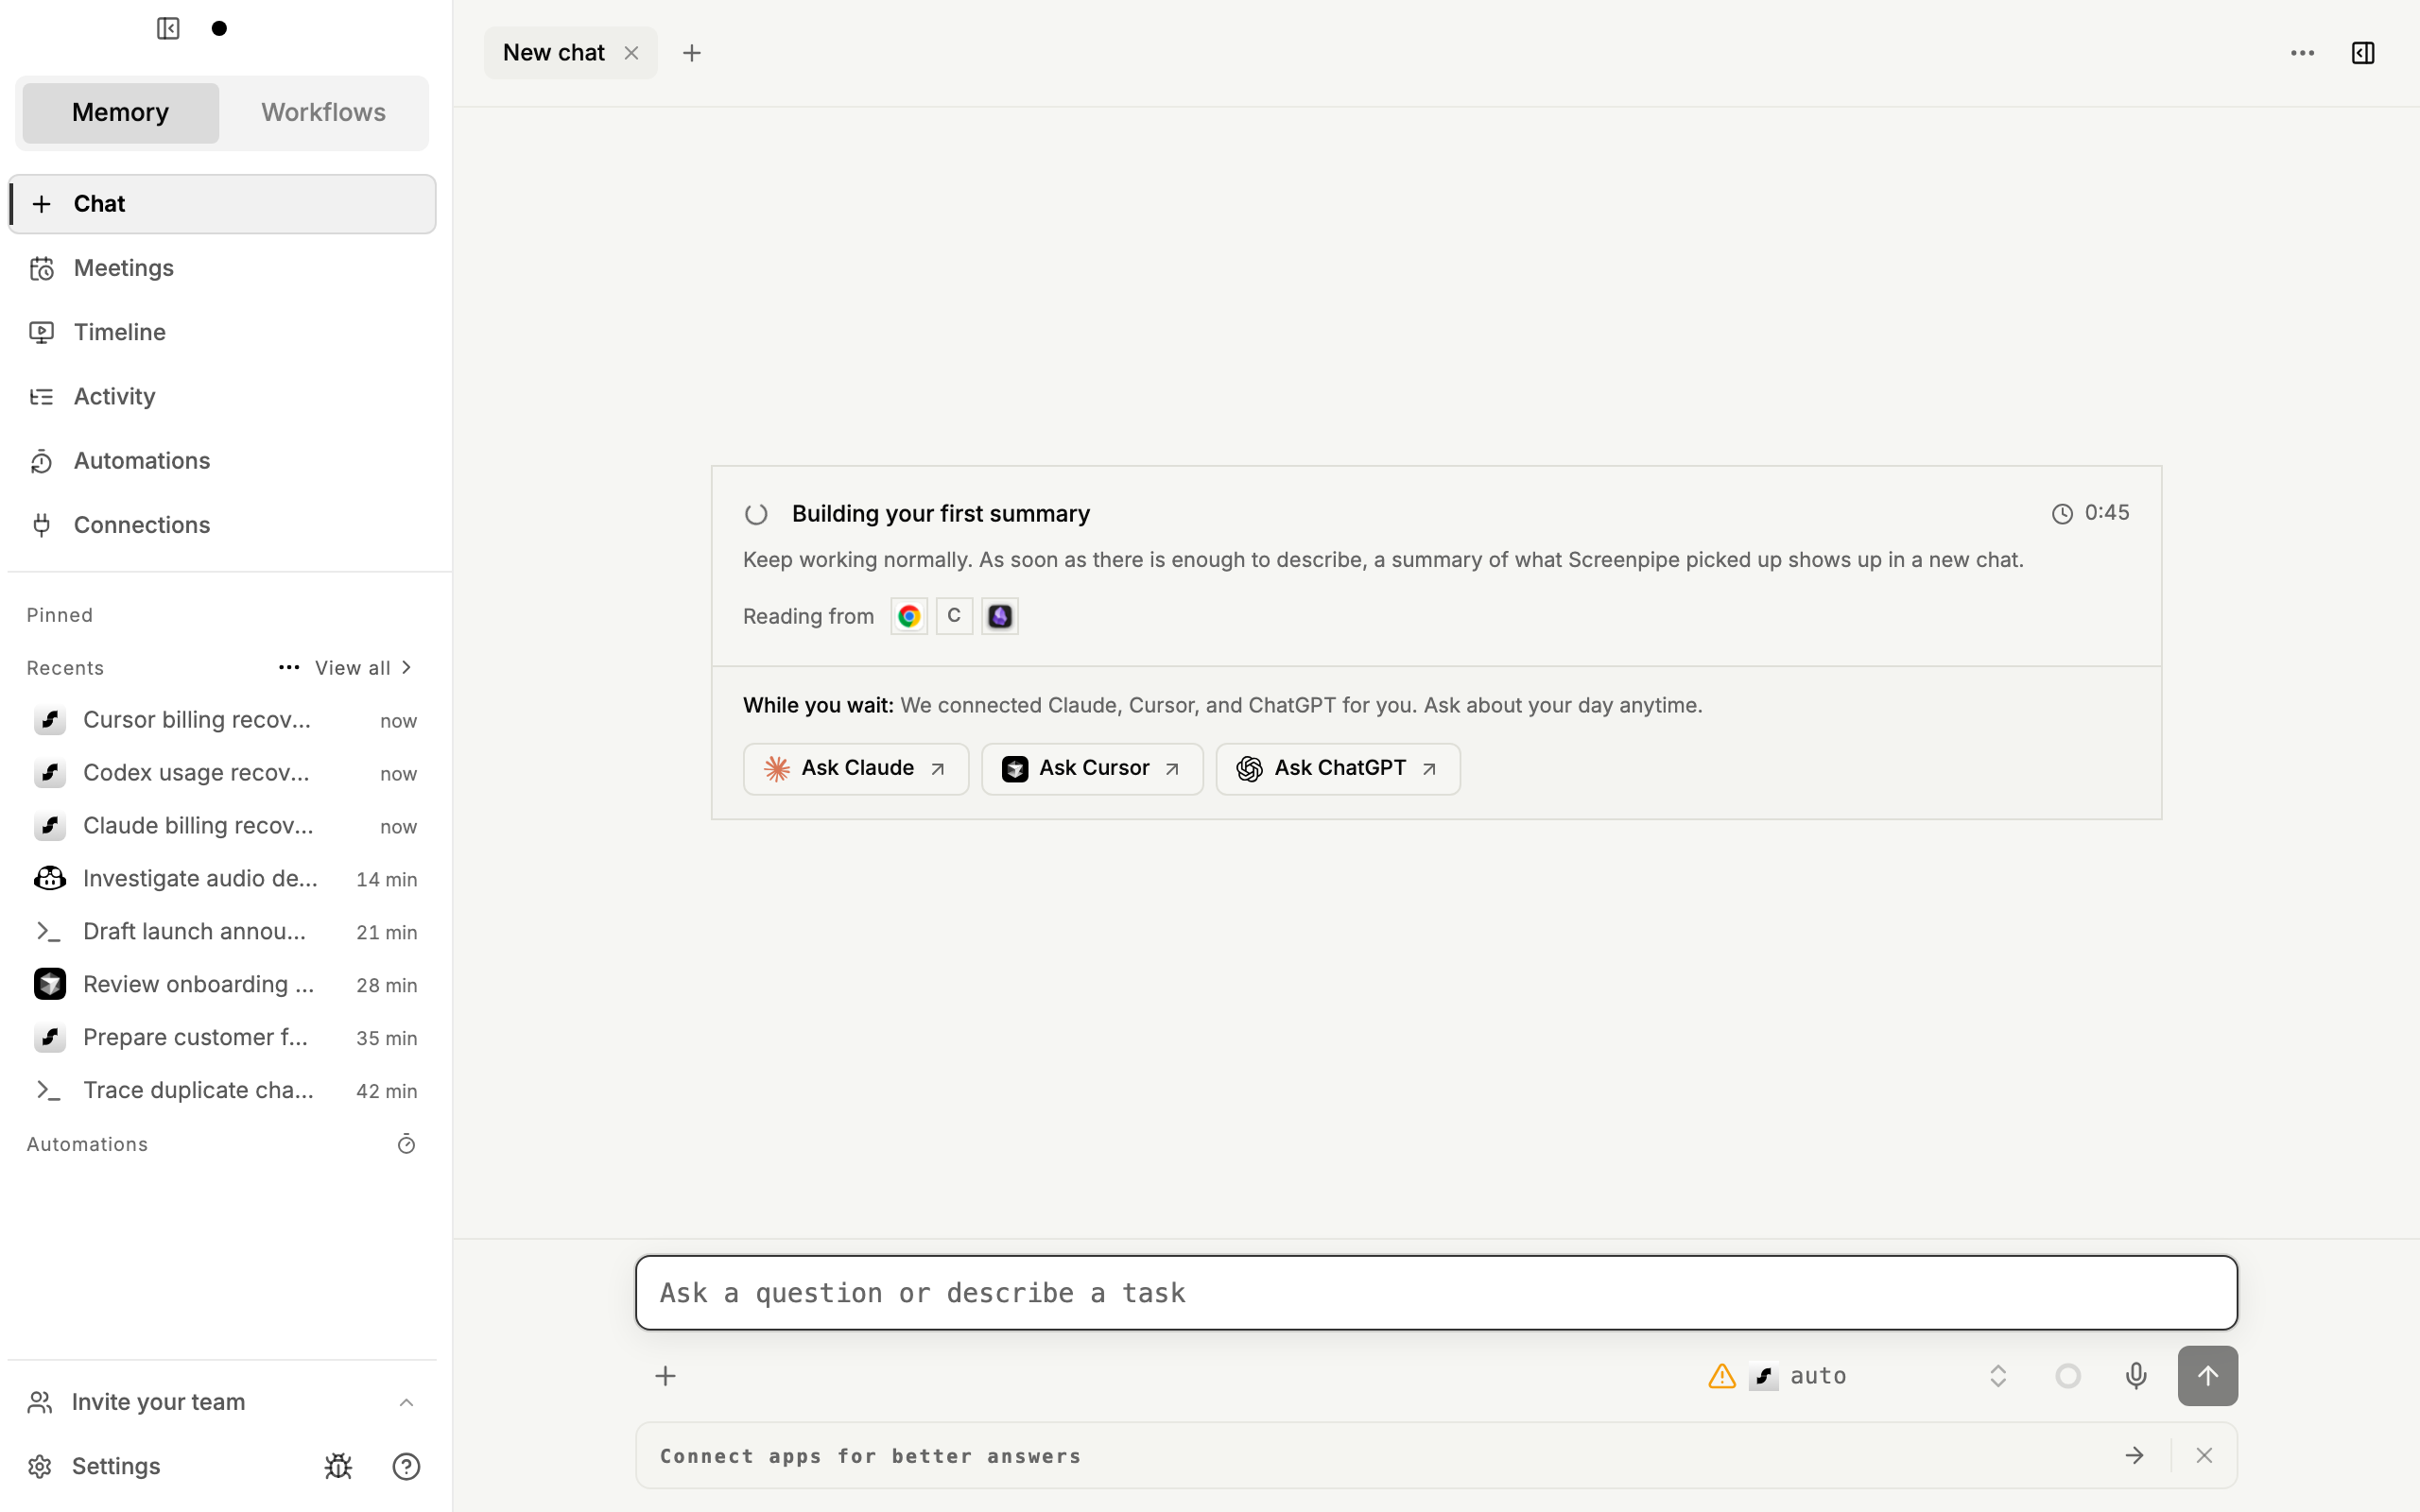 Memory
Workflows
Chat
Meetings
Timeline
Activity
Automations
Connections
Pinned
Recents
View all
Cursor billing recov... now
Codex usage recov... now
Claude billing recov... now
Investigate audio de... 14 min
Draft launch annou... 21 min
Review onboarding ... 28 min
Prepare customer f... 35 min
Trace duplicate cha... 42 min
Automations
Invite your team
Settings
New chat
Building your first summary
0:45
Keep working normally. As soon as there is enough to describe, a summary of what Screenpipe picked up shows up in a new chat.
Reading from C
While you wait: We connected Claude, Cursor, and ChatGPT for you. Ask about your day anytime.
Ask Claude
Ask Cursor
Ask ChatGPT
Ask a question or describe a task
auto
Connect apps for better answers